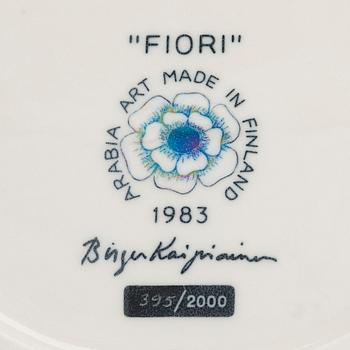 "FIORI"
ARABIA ART MADE IN FINLAND
1983
Birger Kaipiainen
395/2000